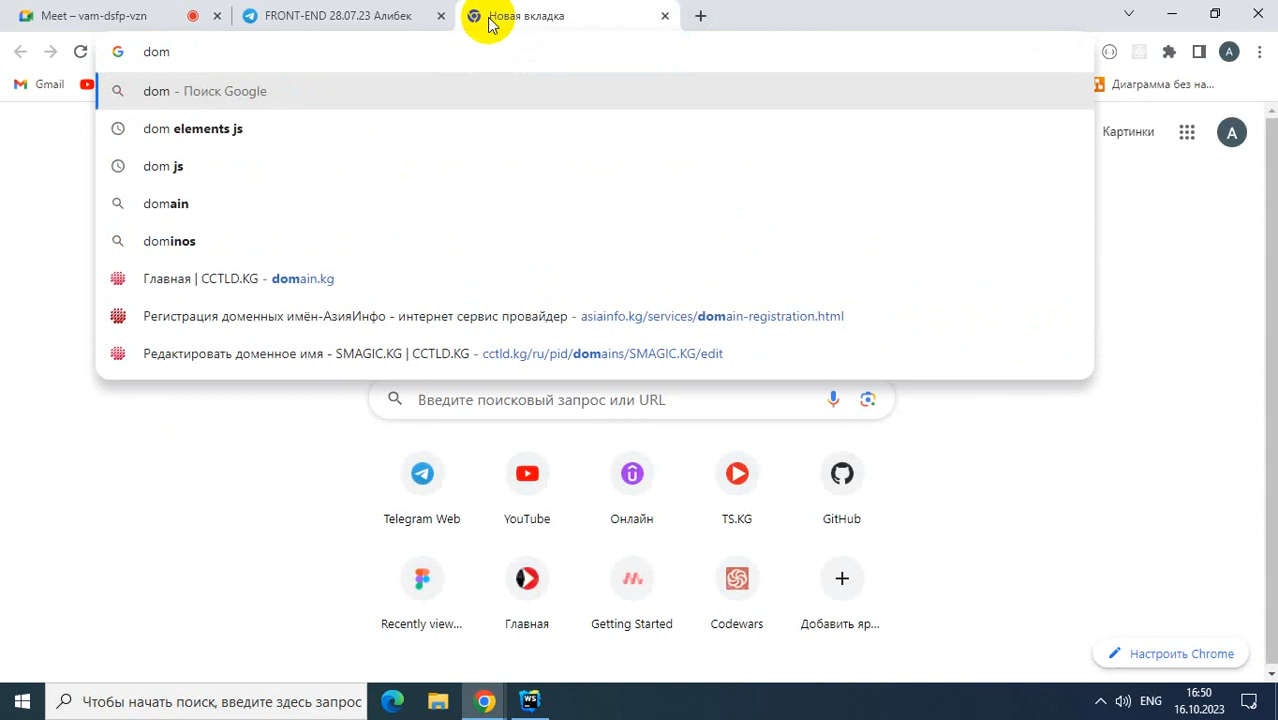 Meet – vam-dsfp-vzn
FRONT-END 28.07.23 Алибек
Новая вкладка
dom
A
Gmail
Диаграмма без на...
dom - Поиск Google
dom elements js
dom js
domain
dominos
Главная | CCTLD.KG - domain.kg
Регистрация доменных имён-АзияИнфо - интернет сервис провайдер - asiainfo.kg/services/domain-registration.html
Редактировать доменное имя - SMAGIC.KG | CCTLD.KG - cctld.kg/ru/pid/domains/SMAGIC.KG/edit
Картинки
A
Введите поисковый запрос или URL
Telegram Web
YouTube
Онлайн
TS.KG
GitHub
Recently view...
Главная
Getting Started
Codewars
Добавить яр...
Настроить Chrome
Чтобы начать поиск, введите здесь запрос
WS
ENG
16:50
16.10.2023